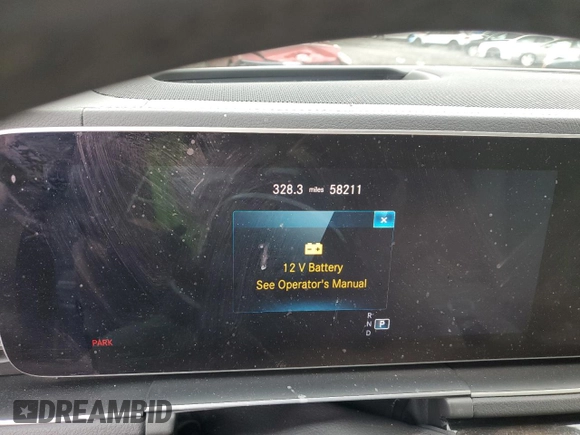 328.3 miles 58211
×
12 V Battery
See Operator's Manual
R
N P
D
PARK
DREAMBID